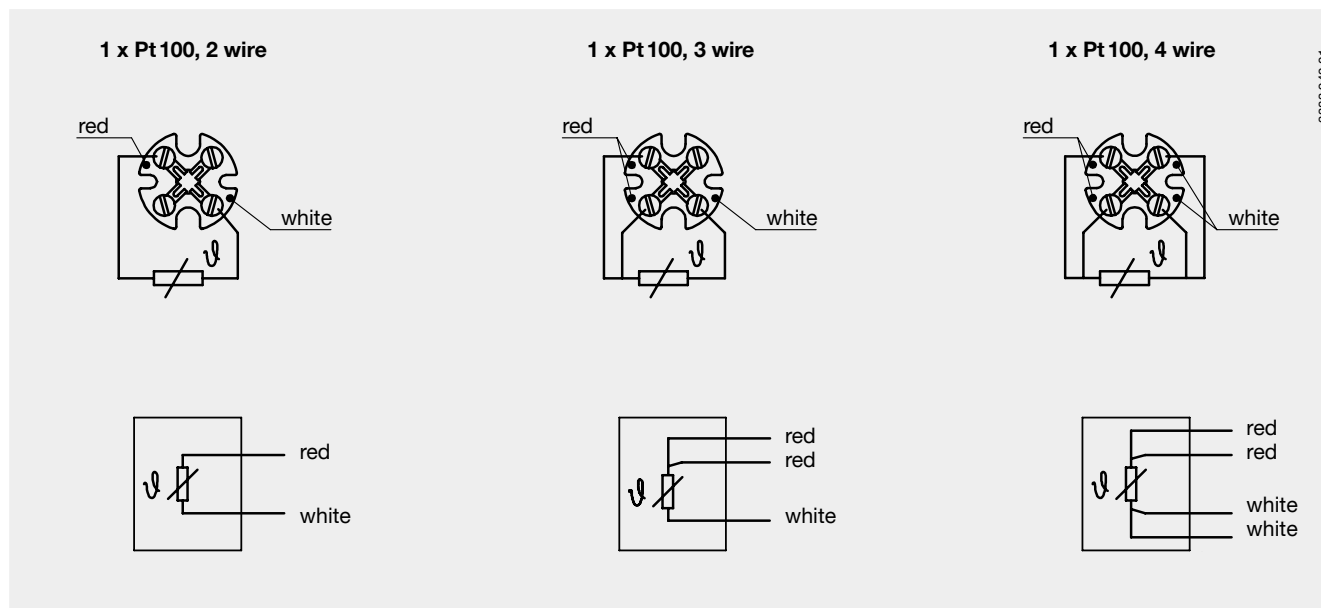 1 x Pt 100, 2 wire
1 x Pt 100, 3 wire
1 x Pt 100, 4 wire
red
white
ϑ
red
white
ϑ
red
white
ϑ
ϑ
red
white
ϑ
red
red
white
ϑ
red
red
white
white